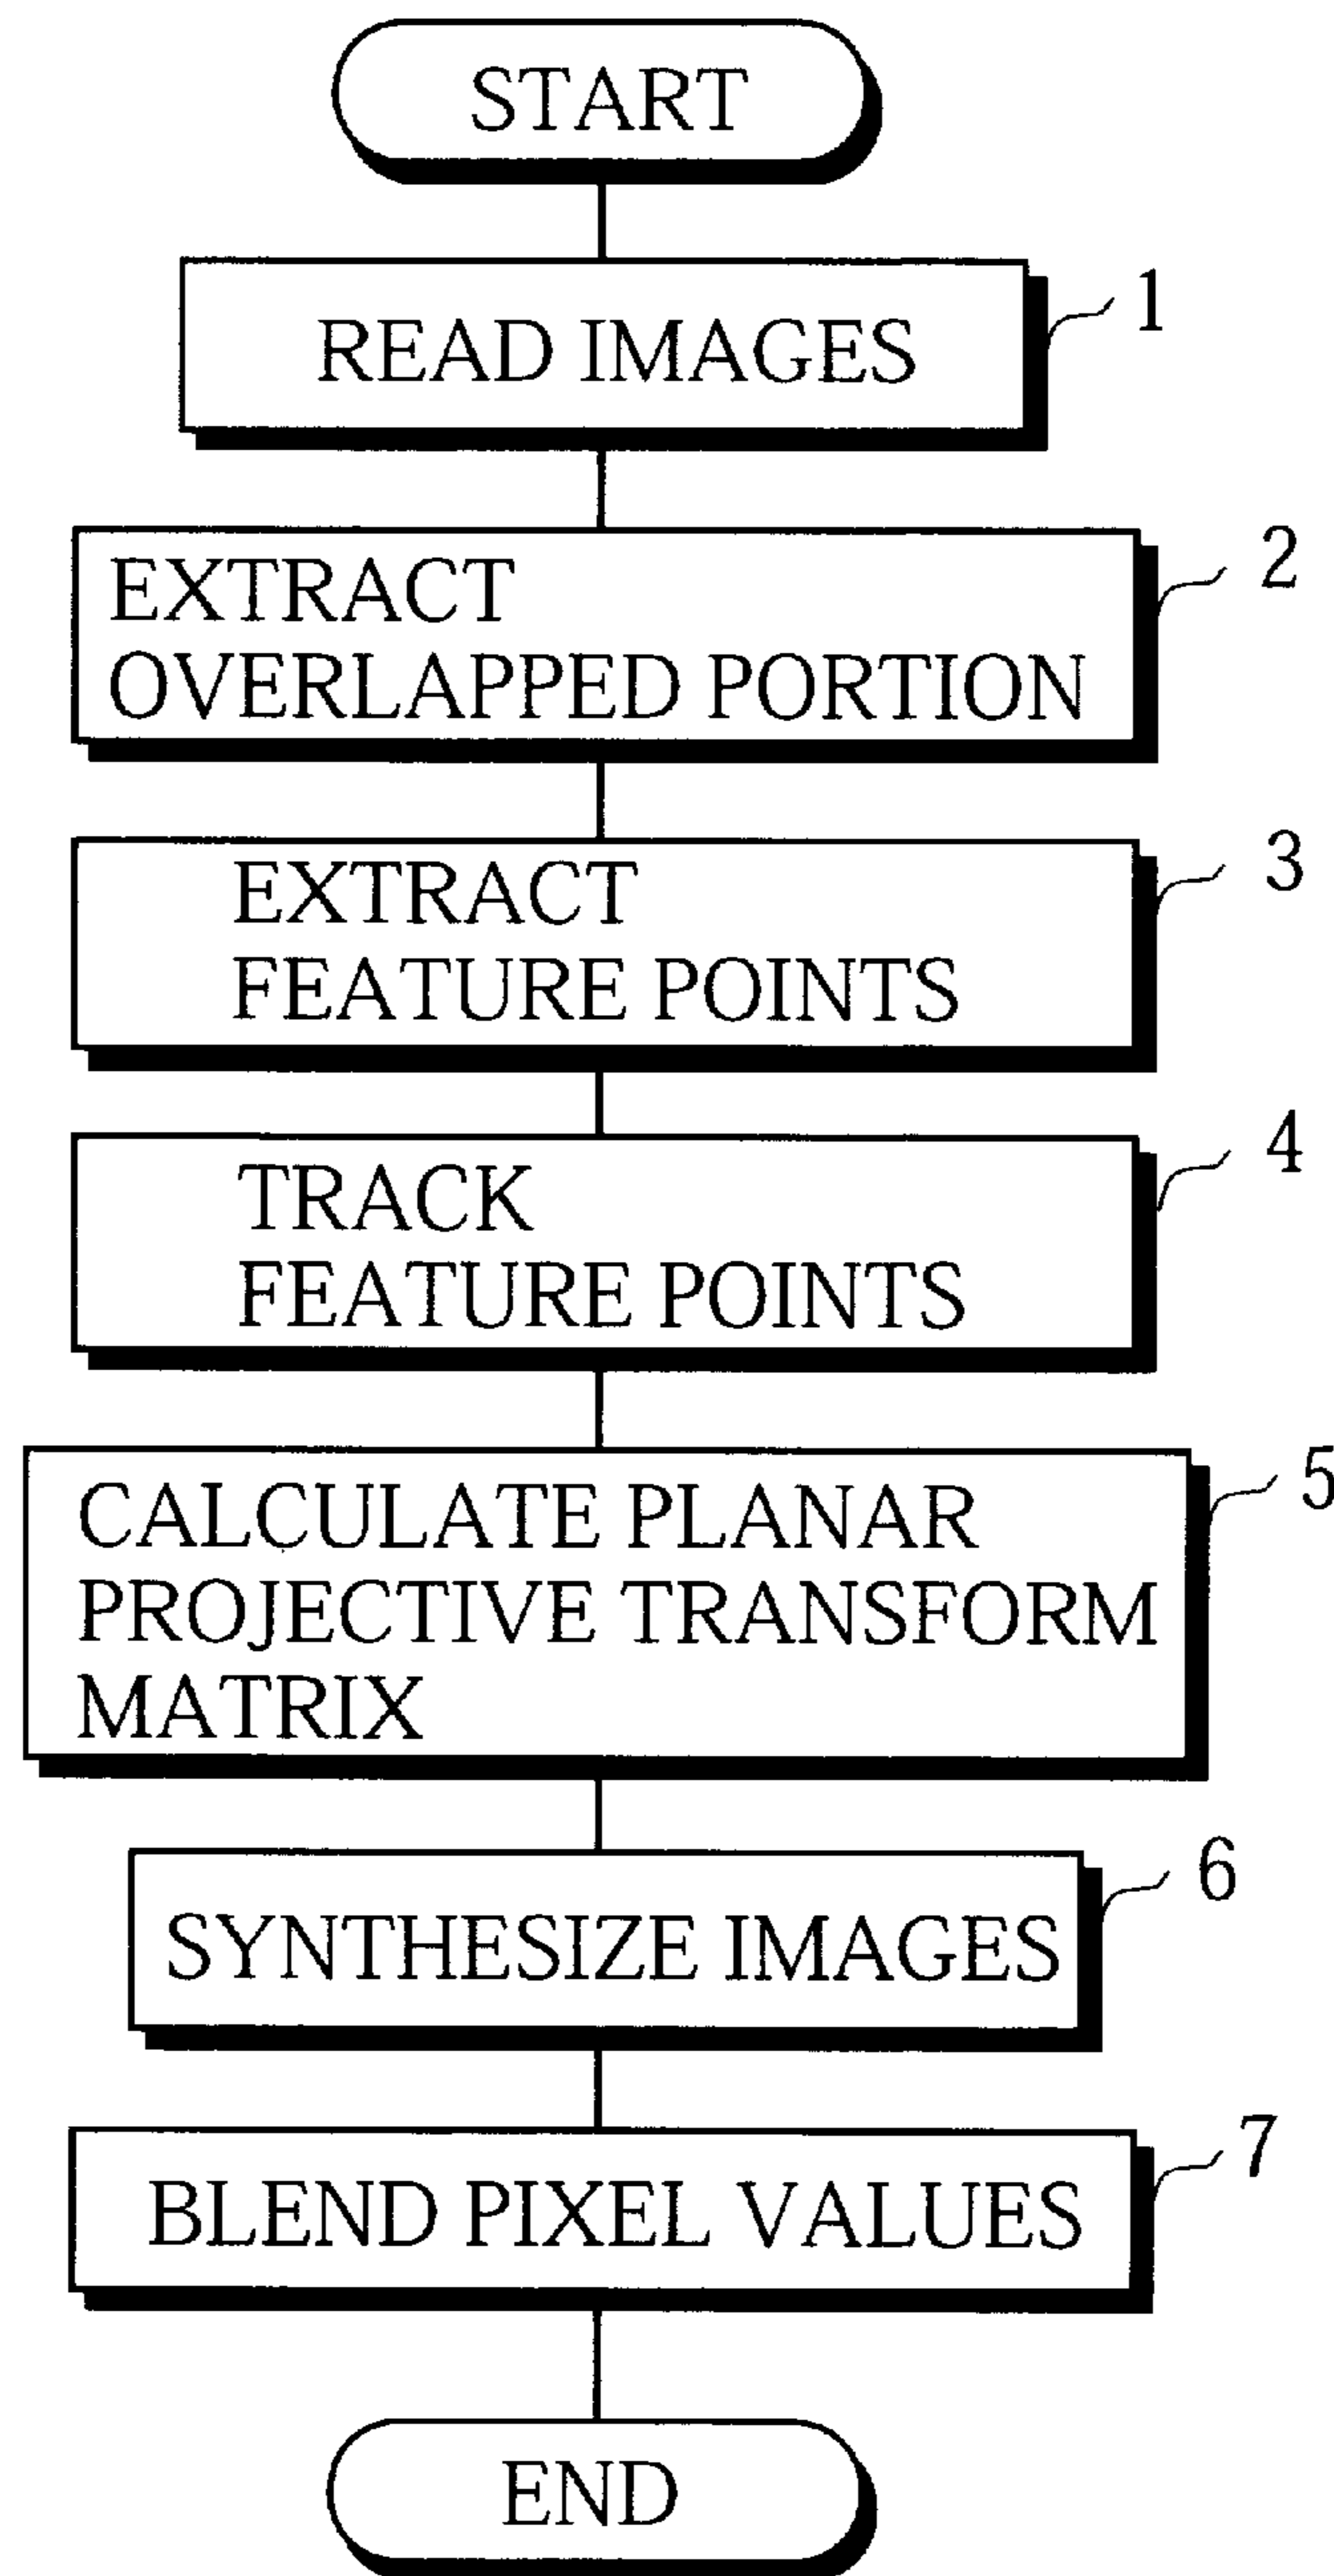 START
READ IMAGES
1
EXTRACT
OVERLAPPED PORTION
2
EXTRACT
FEATURE POINTS
3
TRACK
FEATURE POINTS
4
CALCULATE PLANAR
PROJECTIVE TRANSFORM
MATRIX
5
SYNTHESIZE IMAGES
6
BLEND PIXEL VALUES
7
END